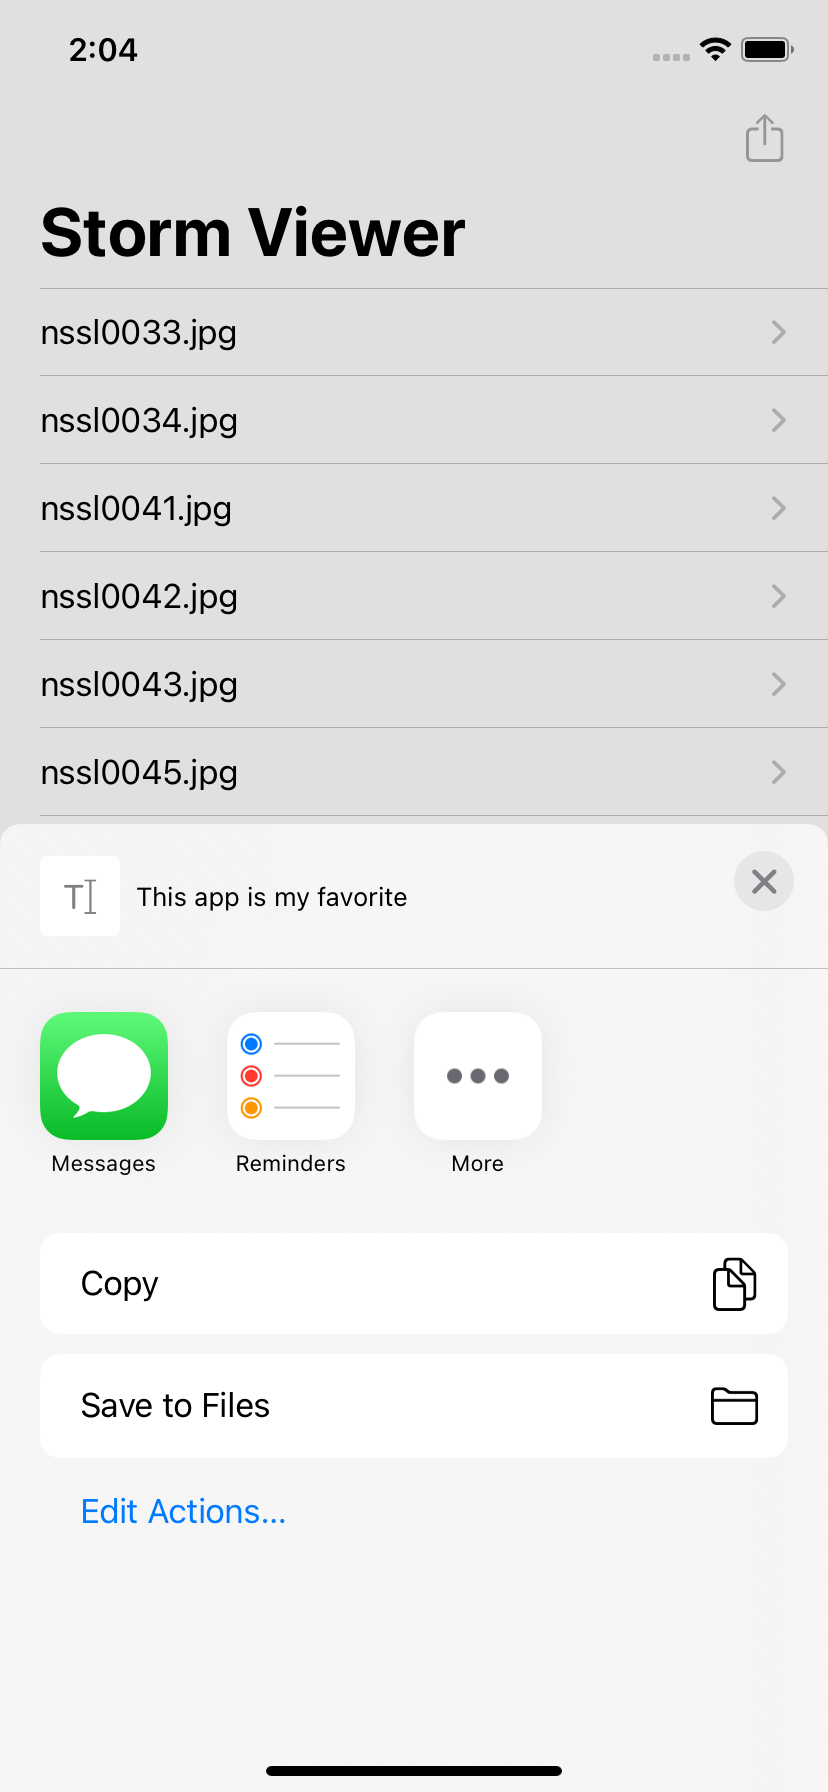 2:04
Storm Viewer
nssl0033.jpg
nssl0034.jpg
nssl0041.jpg
nssl0042.jpg
nssl0043.jpg
nssl0045.jpg
This app is my favorite
Messages
Reminders
More
Copy
Save to Files
Edit Actions...